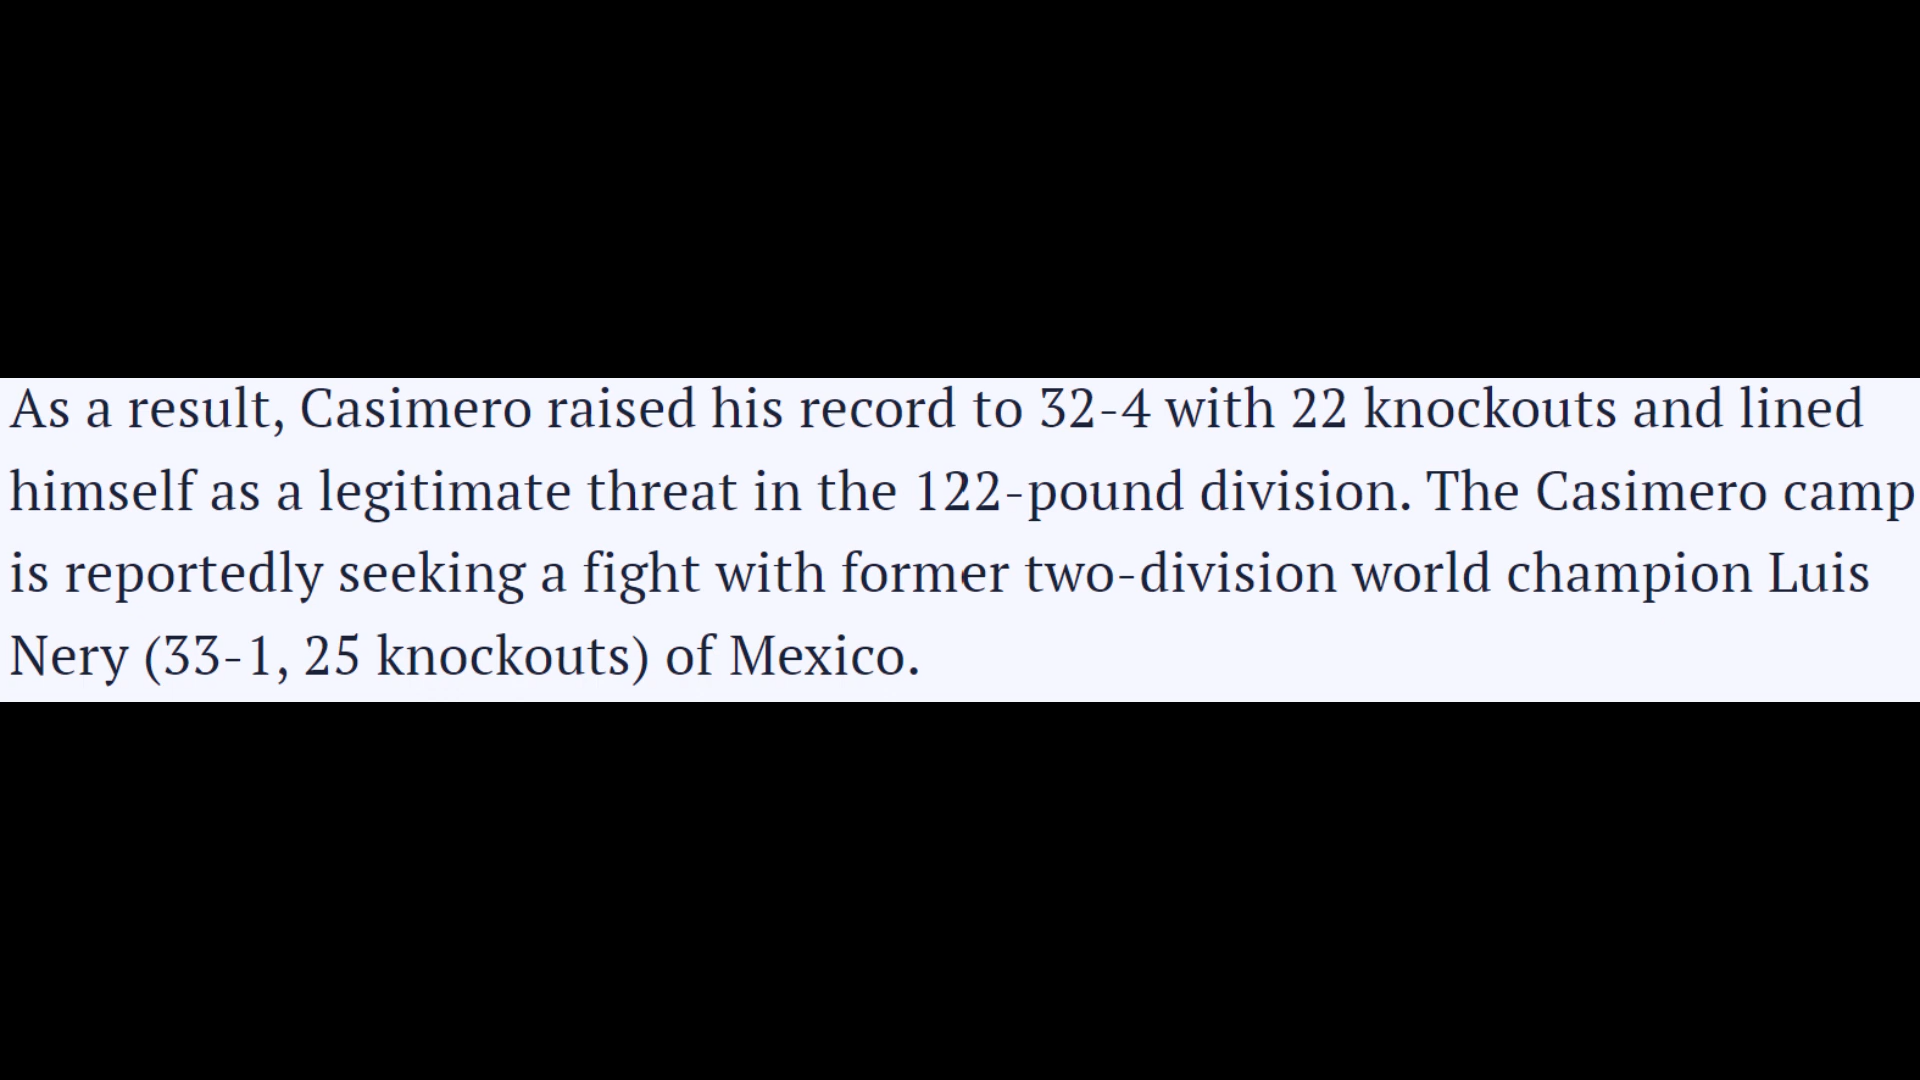 As a result, Casimero raised his record to 32-4 with 22 knockouts and lined
himself as a legitimate threat in the 122-pound division. The Casimero camp
is reportedly seeking a fight with former two-division world champion Luis
Nery (33-1, 25 knockouts) of Mexico.